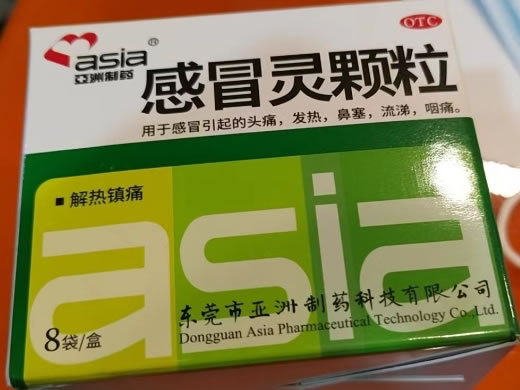 asia®
亞洲制药
OTC
感冒灵颗粒
用于感冒引起的头痛，发热，鼻塞，流涕，咽痛。
■ 解热镇痛
asia
东莞市亚洲制药科技有限公司
Dongguan Asia Pharmaceutical Technology Co.,Ltd.
8袋/盒